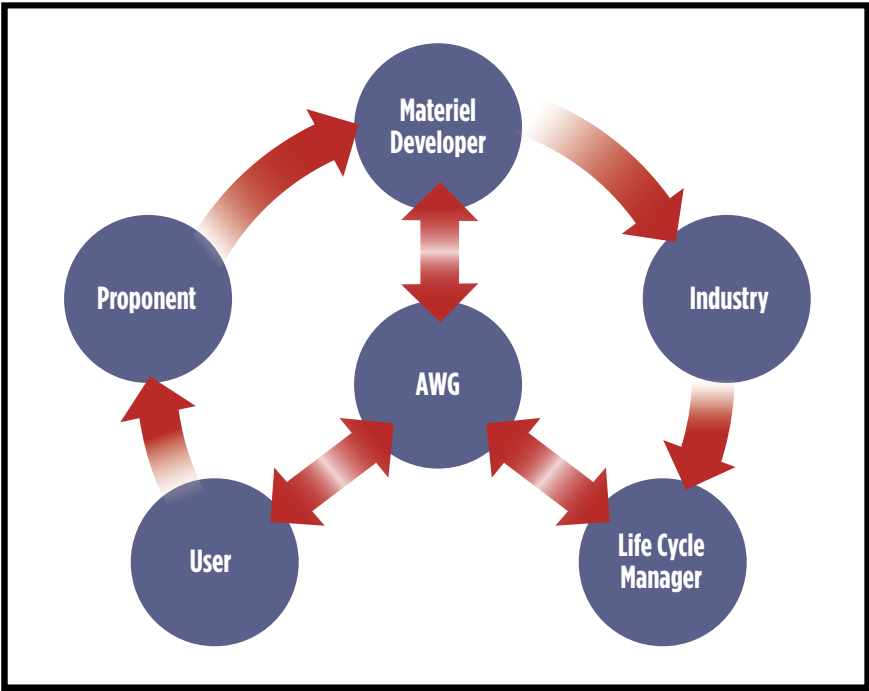 Materiel
Developer
Proponent
Industry
AWG
User
Life Cycle
Manager